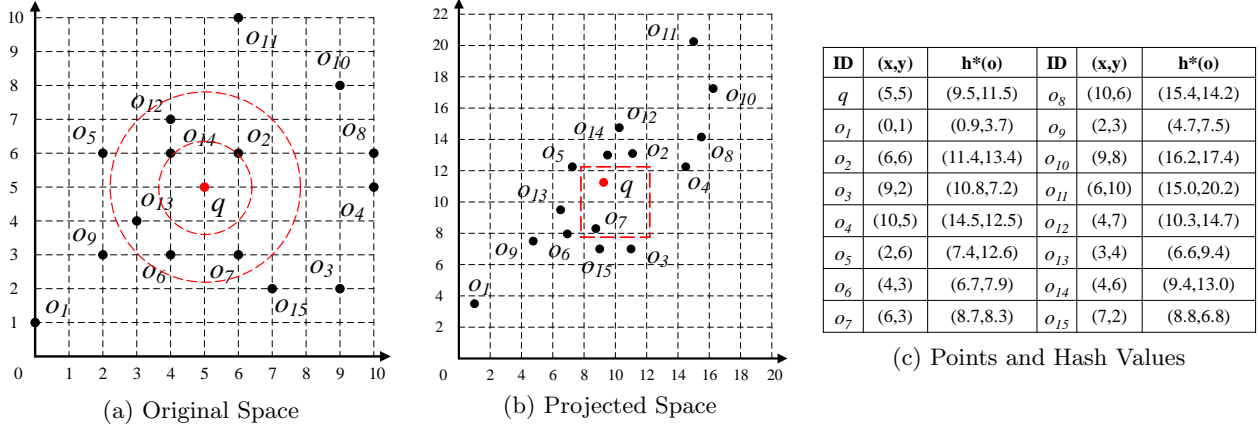 10
9
8
7
6
5
4
3
2
1
0
1 2 3 4 5 6 7 8 9 10
o11
o10
o12
o5
o14
o2
o8
o13
q
o4
o9
o6
o7
o3
o15
o1
(a) Original Space
22
20
18
16
14
12
10
8
6
4
2
0 2 4 6 8 10 12 14 16 18 20
o11
o10
o12
o14
o5
o2
o8
q
o4
o13
o7
o9
o6
o15
o3
o1
(b) Projected Space
ID (x,y) h*(o) ID (x,y) h*(o)
q (5,5) (9.5,11.5) o8 (10,6) (15.4,14.2)
o1 (0,1) (0.9,3.7) o9 (2,3) (4.7,7.5)
o2 (6,6) (11.4,13.4) o10 (9,8) (16.2,17.4)
o3 (9,2) (10.8,7.2) o11 (6,10) (15.0,20.2)
o4 (10,5) (14.5,12.5) o12 (4,7) (10.3,14.7)
o5 (2,6) (7.4,12.6) o13 (3,4) (6.6,9.4)
o6 (4,3) (6.7,7.9) o14 (4,6) (9.4,13.0)
o7 (6,3) (8.7,8.3) o15 (7,2) (8.8,6.8)
(c) Points and Hash Values